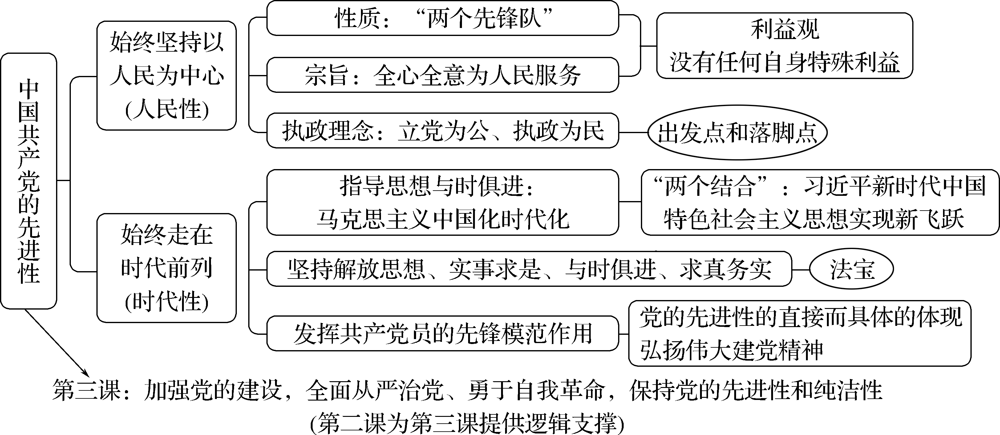 中国共产党的先进性
始终坚持以
人民为中心
(人民性)
性质：“两个先锋队”
宗旨：全心全意为人民服务
利益观
没有任何自身特殊利益
执政理念：立党为公、执政为民
出发点和落脚点
始终走在
时代前列
(时代性)
指导思想与时俱进：
马克思主义中国化时代化
“两个结合”：习近平新时代中国
特色社会主义思想实现新飞跃
坚持解放思想、实事求是、与时俱进、求真务实
法宝
发挥共产党员的先锋模范作用
党的先进性的直接而具体的体现
弘扬伟大建党精神
第三课：加强党的建设，全面从严治党、勇于自我革命，保持党的先进性和纯洁性
(第二课为第三课提供逻辑支撑)